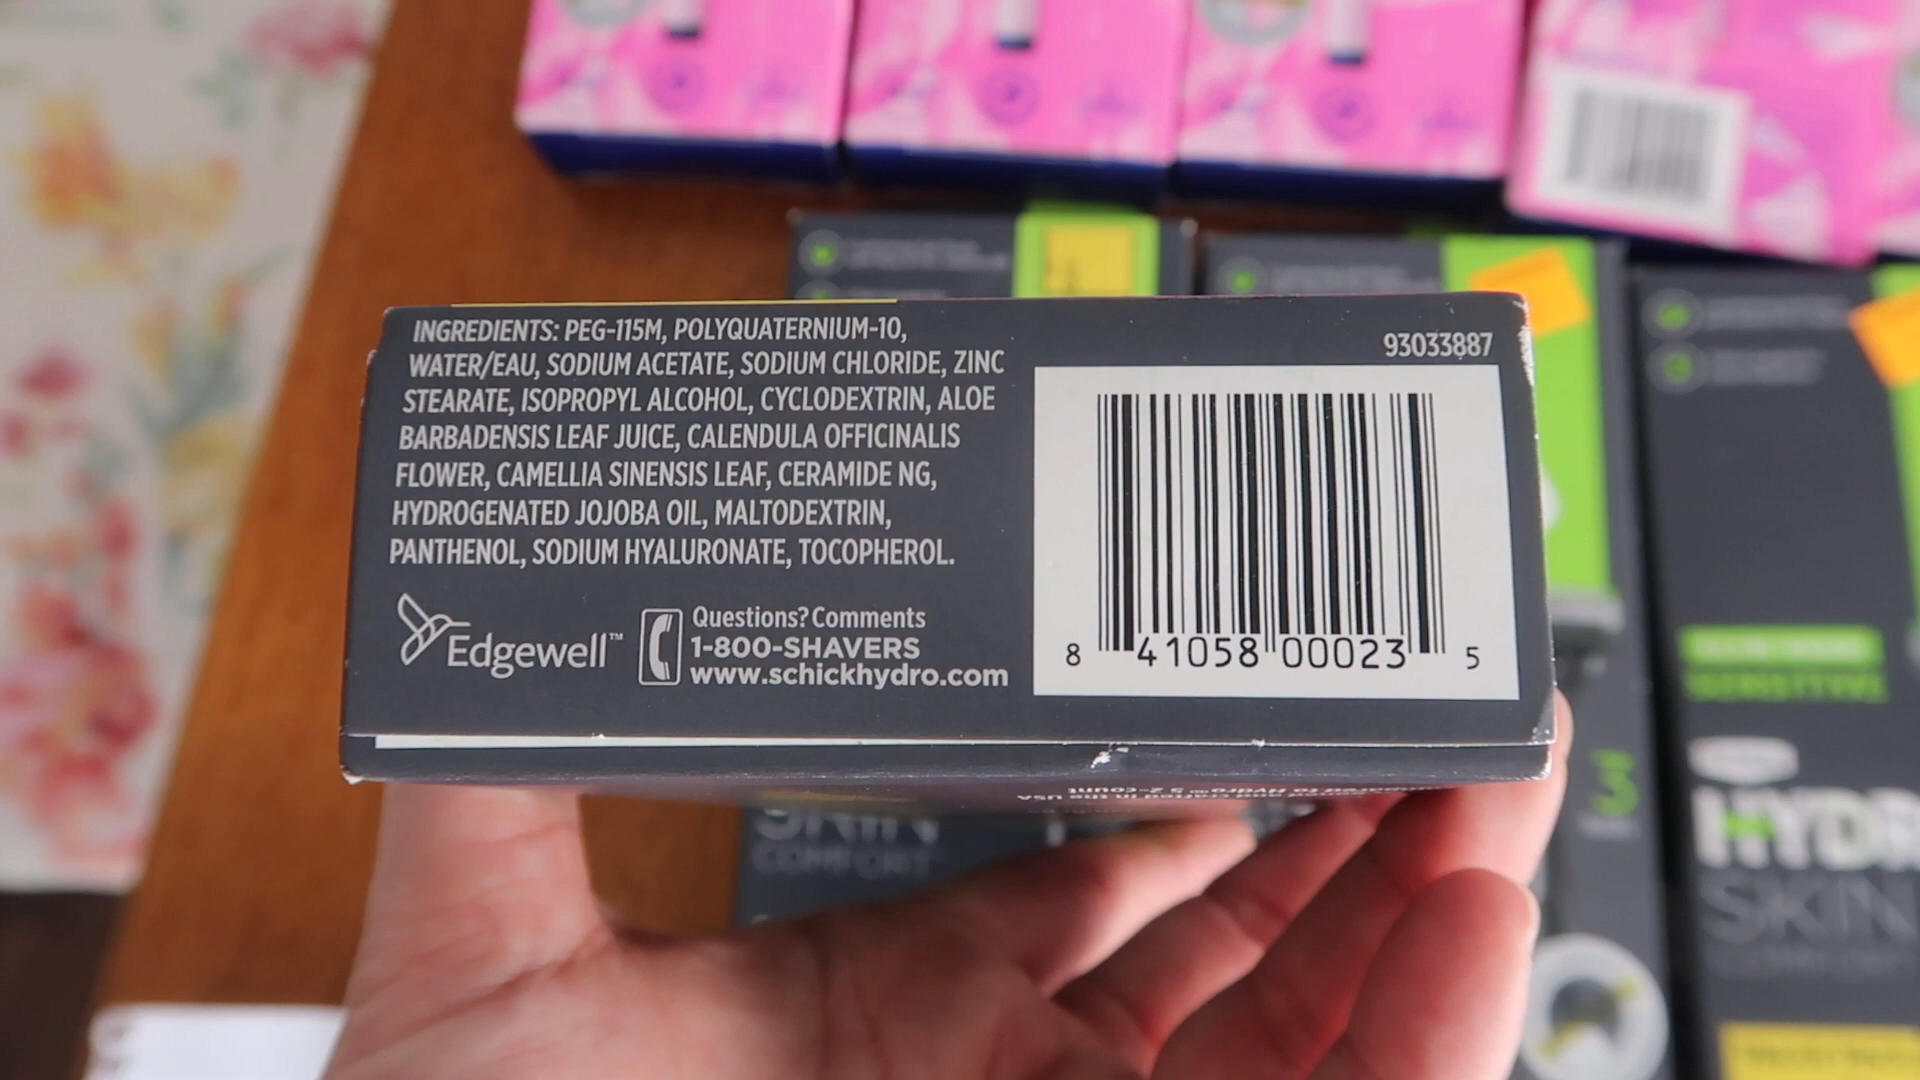 INGREDIENTS: PEG-115M, POLYQUATERNIUM-10,
WATER/EAU, SODIUM ACETATE, SODIUM CHLORIDE, ZINC
STEARATE, ISOPROPYL ALCOHOL, CYCLODEXTRIN, ALOE
BARBADENSIS LEAF JUICE, CALENDULA OFFICINALIS
FLOWER, CAMELLIA SINENSIS LEAF, CERAMIDE NG,
HYDROGENATED JOJOBA OIL, MALTODEXTRIN,
PANTHENOL, SODIUM HYALURONATE, TOCOPHEROL.
Edgewell™
Questions? Comments
1-800-SHAVERS
www.schickhydro.com
93033887
8 41058 00023 5
SENSITIVE
3
HYDR
SKIN
SKIN
COMFORT